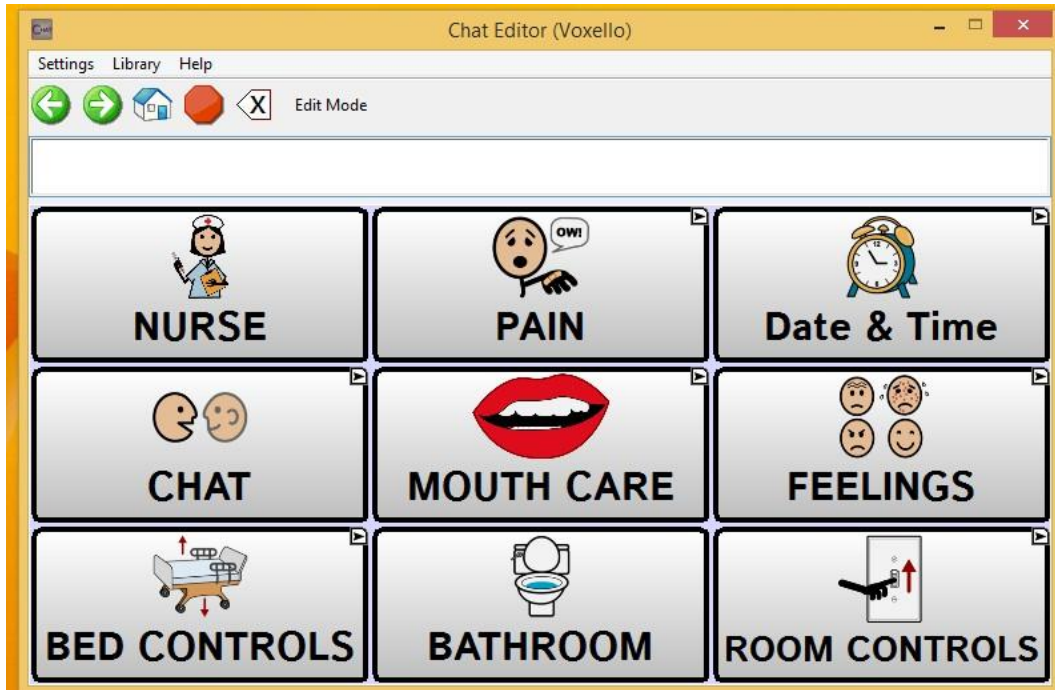 Chat Editor (Voxello)
Settings Library Help
X Edit Mode
OW!
NURSE PAIN Date & Time
CHAT MOUTH CARE FEELINGS
BED CONTROLS BATHROOM ROOM CONTROLS